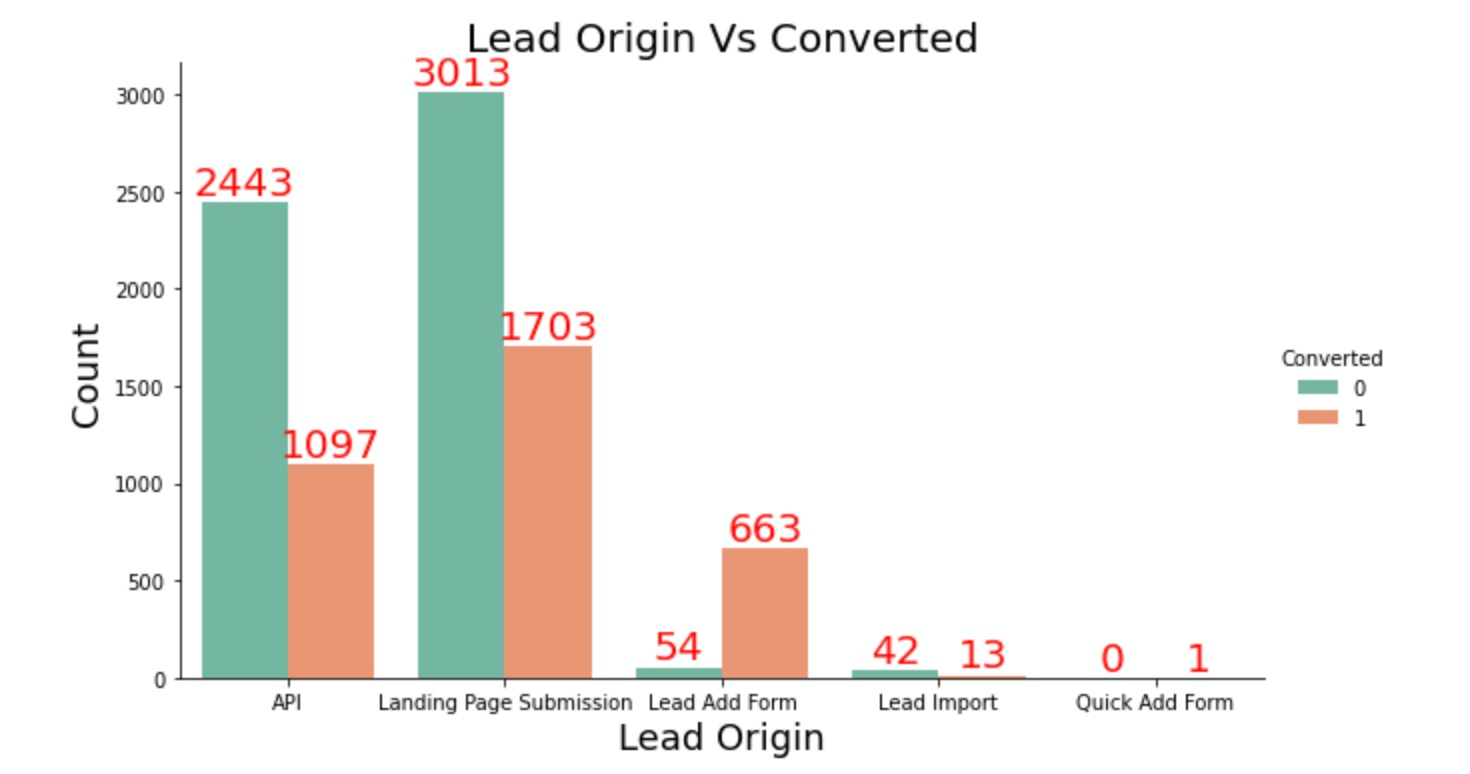 Lead Origin Vs Converted
3013
3000
2443
2500
2000
1703
1500
1097
1000
663
500
54
42
13
0
1
0
Count
API
Landing Page Submission
Lead Add Form
Lead Import
Quick Add Form
Lead Origin
Converted
0
1